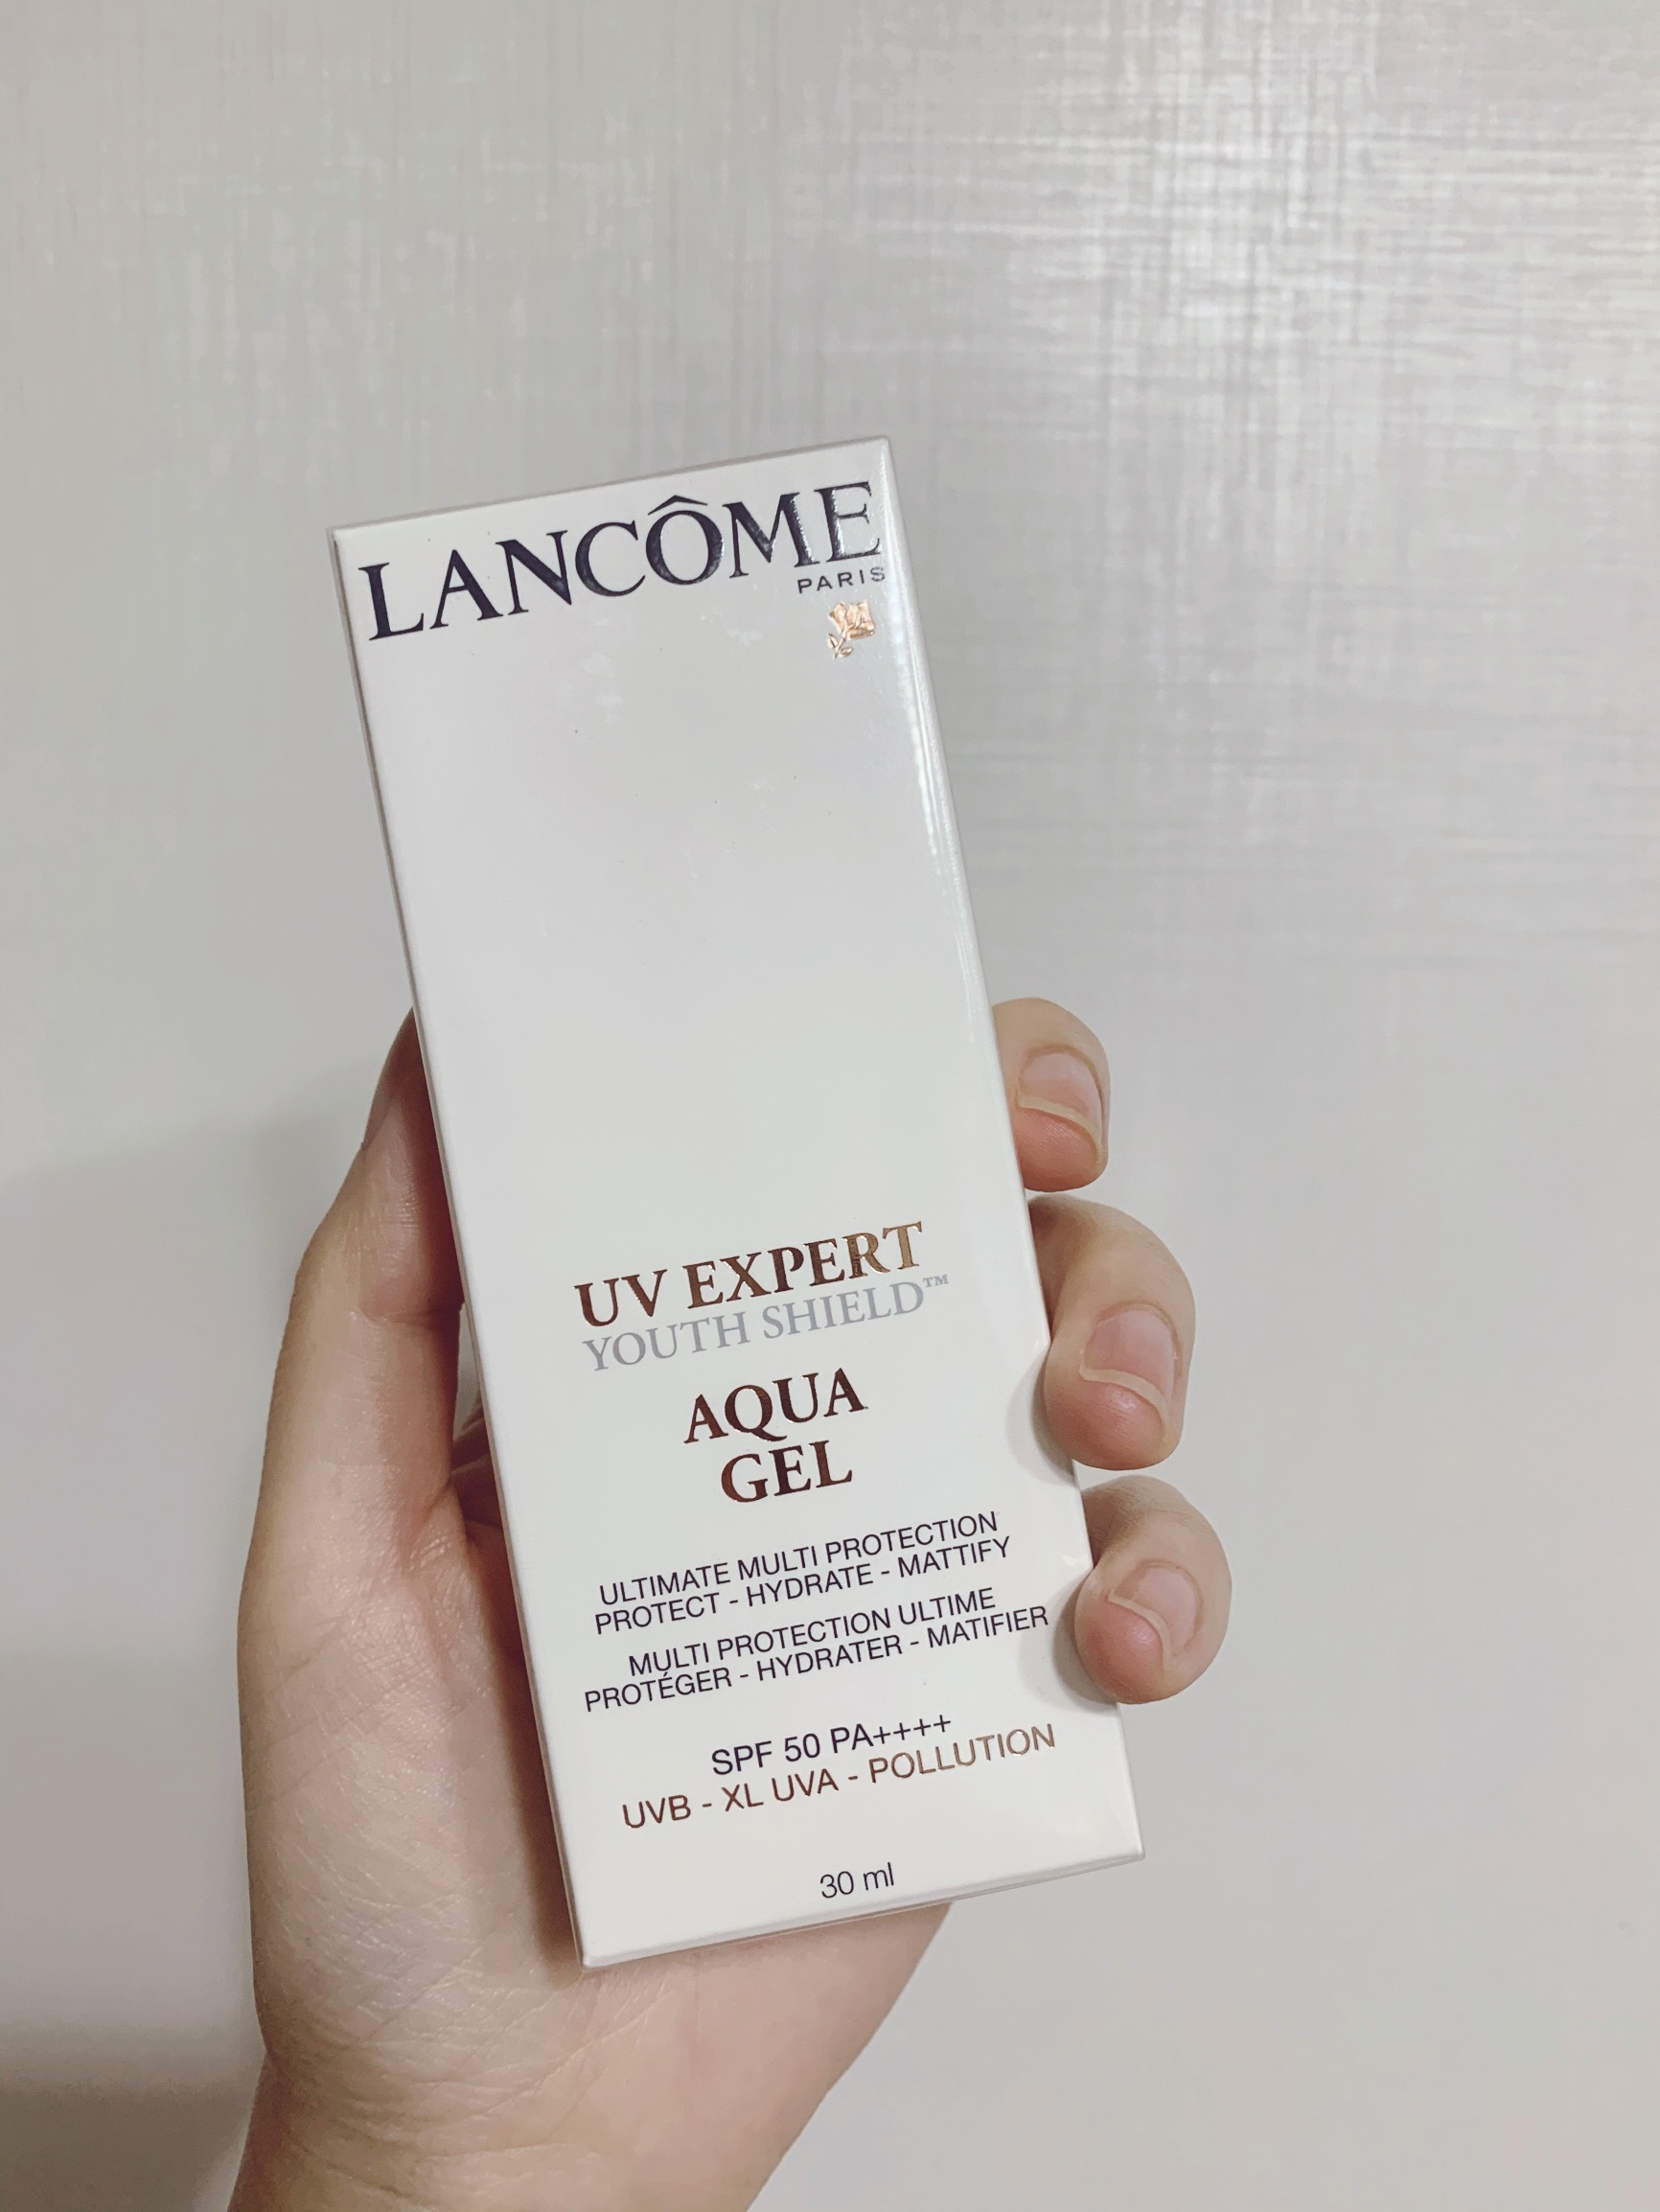 LANCÔME
PARIS
UV EXPERT
YOUTH SHIELD™
AQUA
GEL
ULTIMATE MULTI PROTECTION
PROTECT - HYDRATE - MATTIFY
MULTI PROTECTION ULTIME
PROTÉGER - HYDRATER - MATIFIER
SPF 50 PA++++
UVB - XL UVA - POLLUTION
30 ml